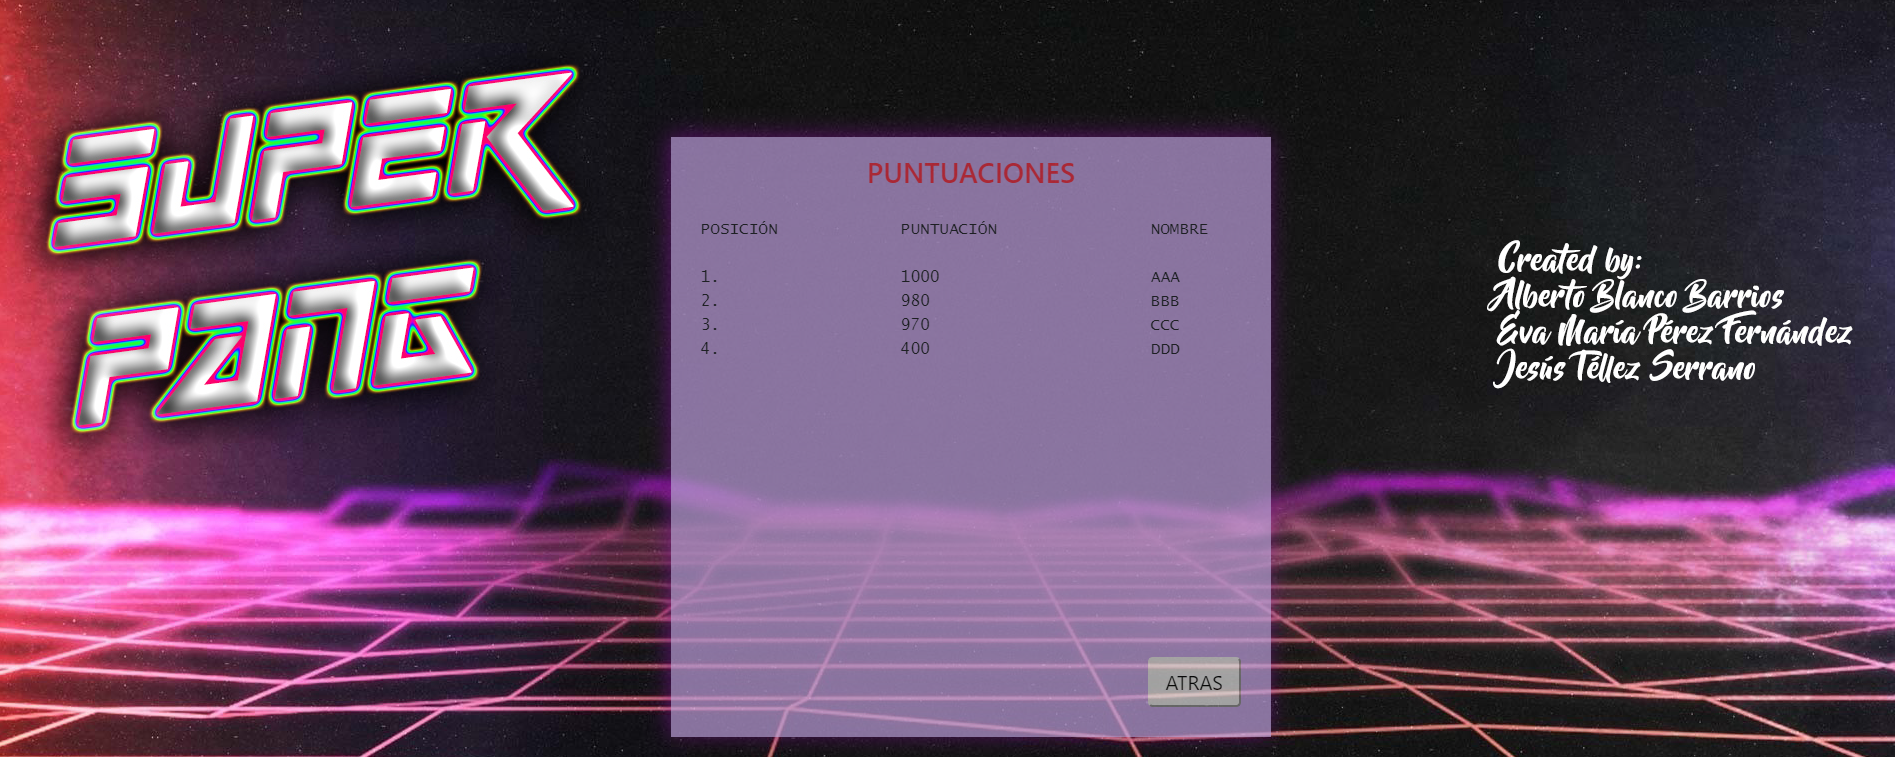 SUPER
PANG
PUNTUACIONES
POSICIÓN PUNTUACIÓN NOMBRE
1. 1000 AAA
2. 980 BBB
3. 970 CCC
4. 400 DDD
ATRAS
Created by:
Alberto Blanco Barrios
Eva María Pérez Fernández
Jesús Téllez Serrano